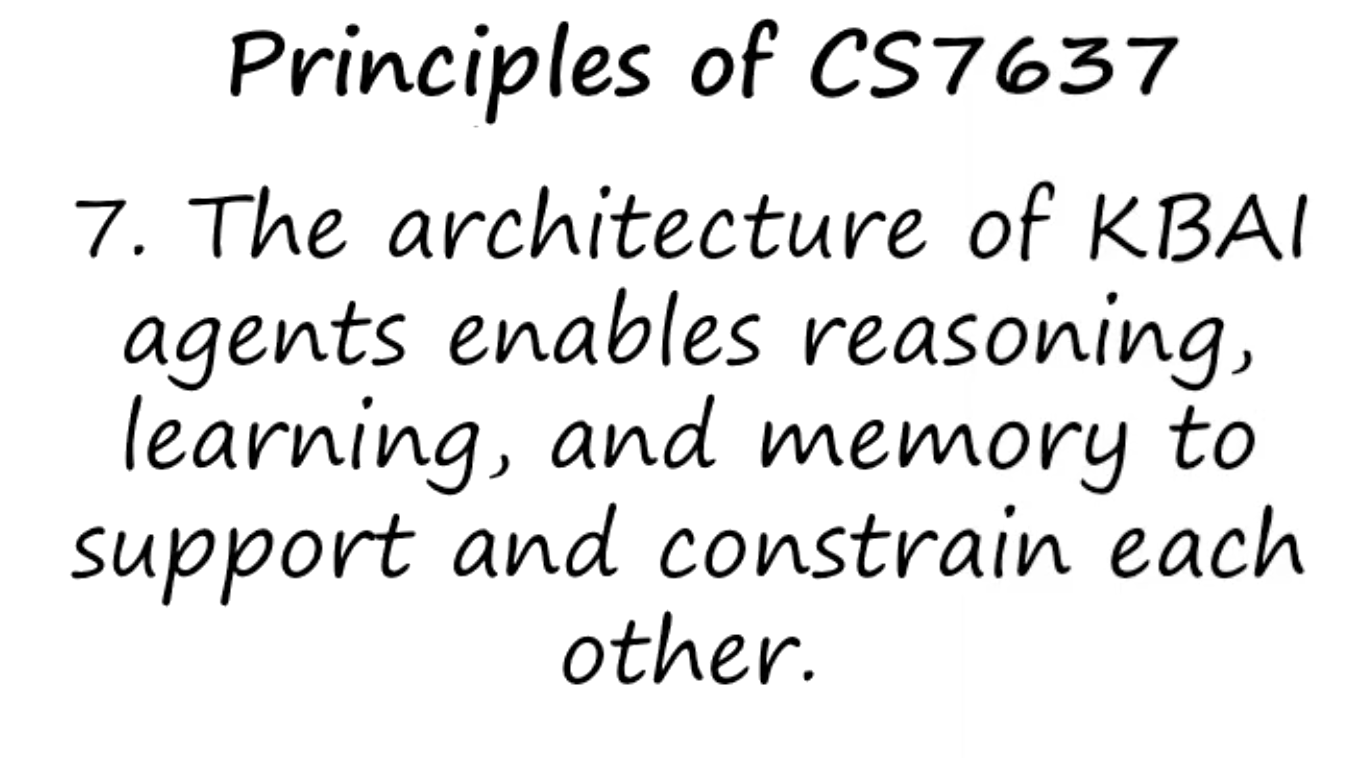 Principles of CS7637
7. The architecture of KBAI
agents enables reasoning,
learning, and memory to
support and constrain each
other.